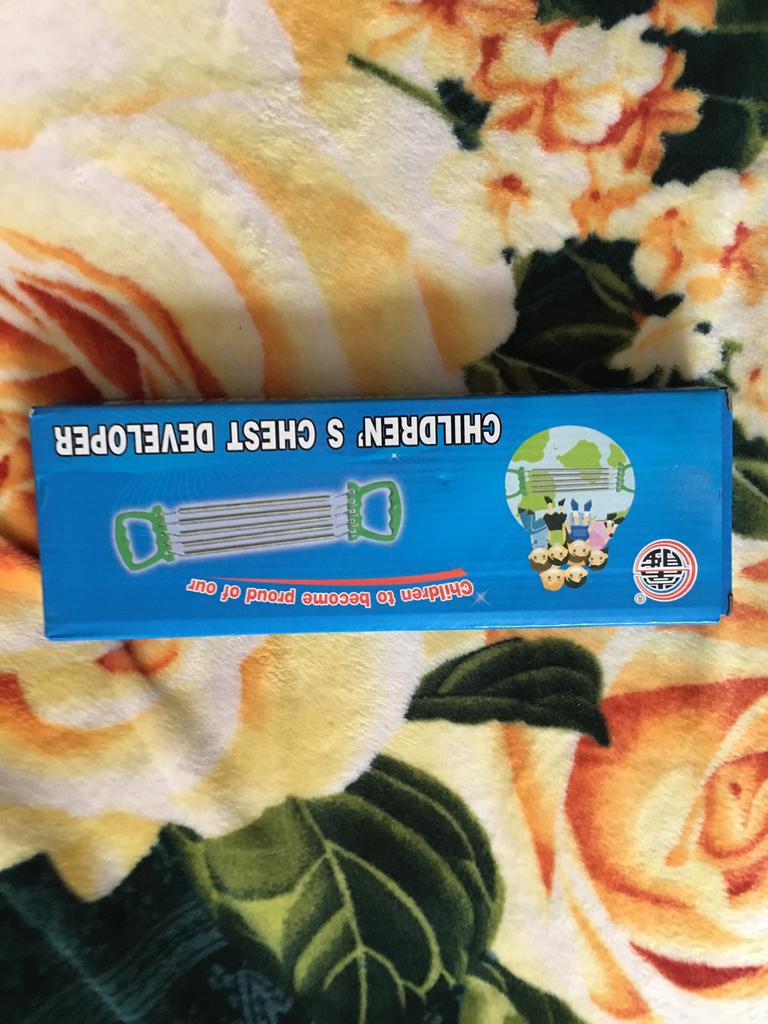 Children to become proud of our
CHILDREN' S CHEST DEVELOPER
®